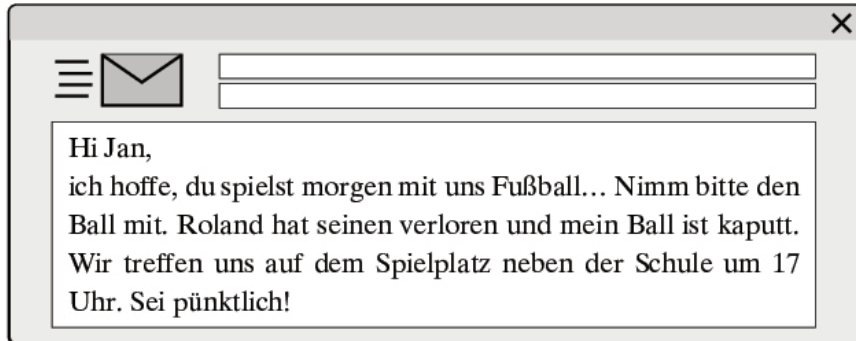 Hi Jan,
ich hoffe, du spielst morgen mit uns Fußball... Nimm bitte den
Ball mit. Roland hat seinen verloren und mein Ball ist kaputt.
Wir treffen uns auf dem Spielplatz neben der Schule um 17
Uhr. Sei pünktlich!